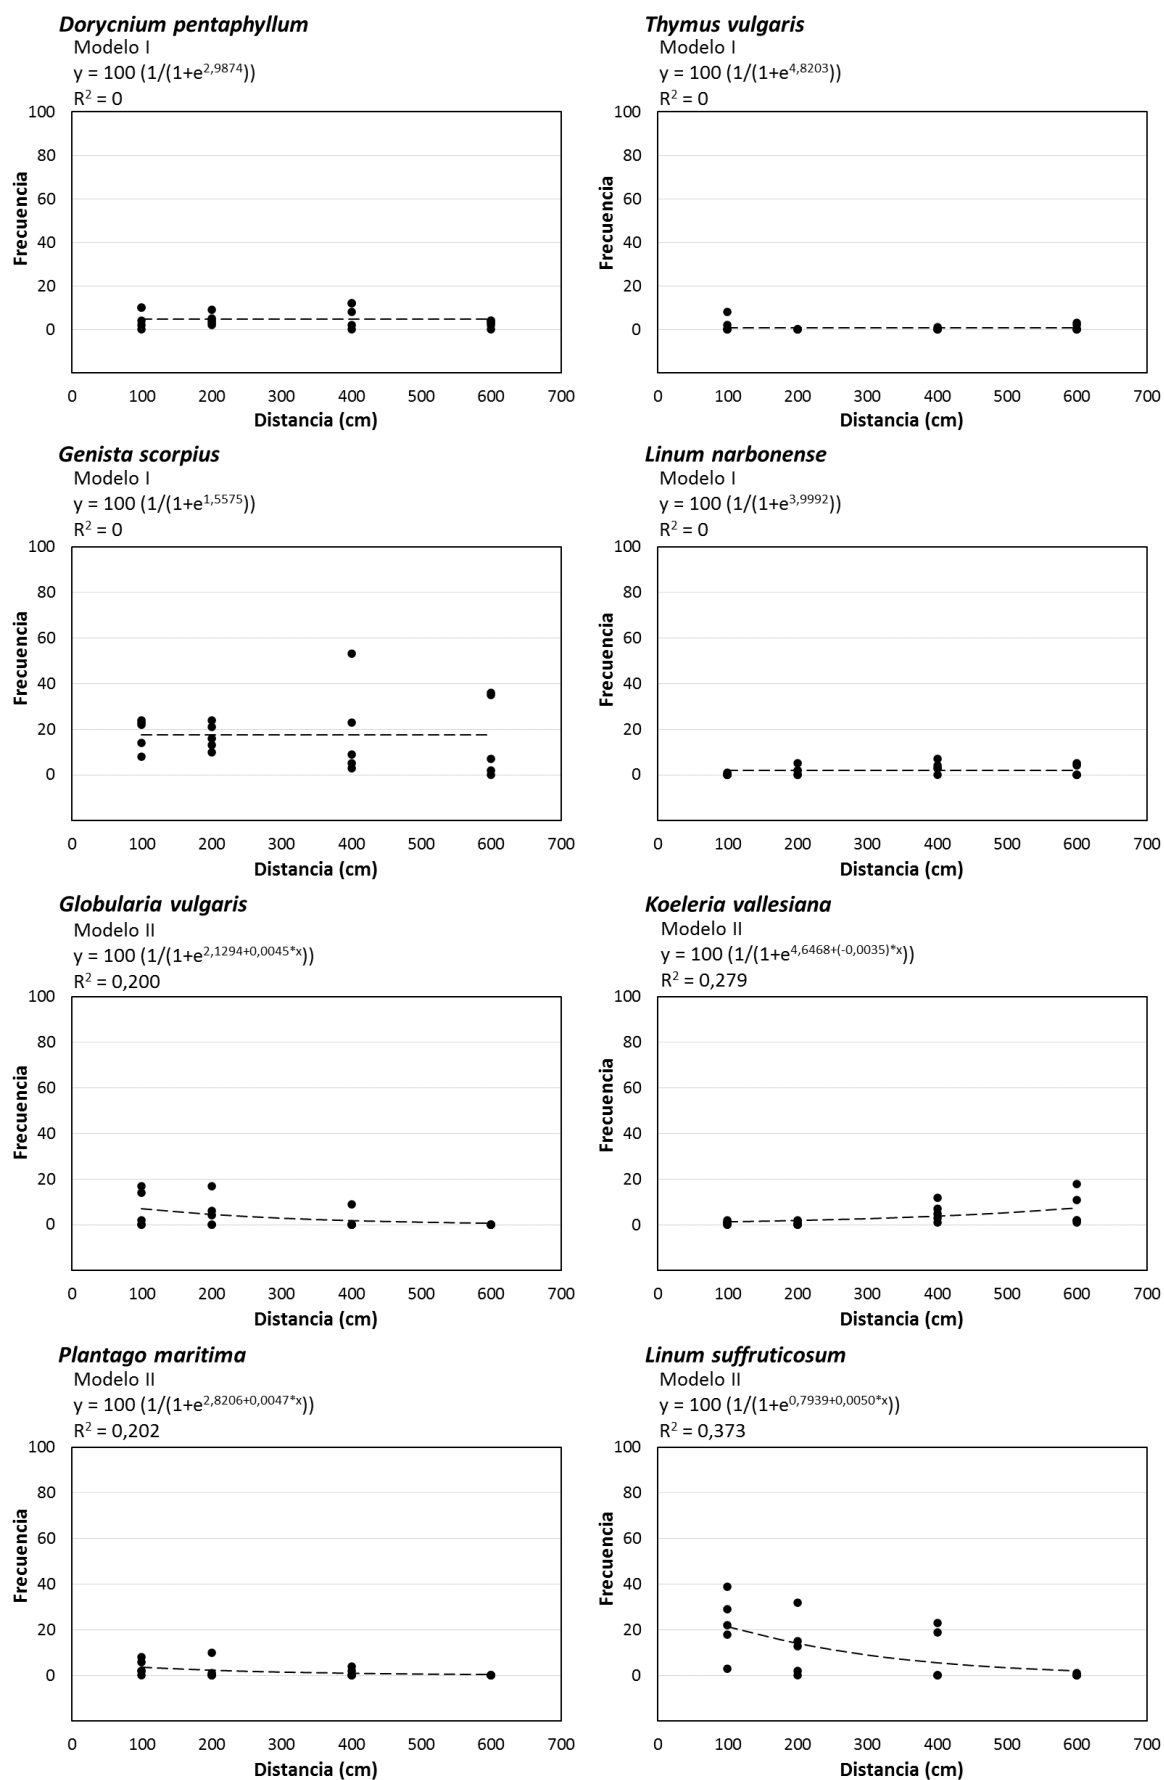 Dorycnium pentaphyllum
Modelo I
y = 100 (1/(1+e^2,9874))
R² = 0
100
80
60
40
20
0
Frecuencia
0 100 200 300 400 500 600 700
Distancia (cm)
Thymus vulgaris
Modelo I
y = 100 (1/(1+e^4,8203))
R² = 0
100
80
60
40
20
0
Frecuencia
0 100 200 300 400 500 600 700
Distancia (cm)
Genista scorpius
Modelo I
y = 100 (1/(1+e^1,5575))
R² = 0
100
80
60
40
20
0
Frecuencia
0 100 200 300 400 500 600 700
Distancia (cm)
Linum narbonense
Modelo I
y = 100 (1/(1+e^3,9992))
R² = 0
100
80
60
40
20
0
Frecuencia
0 100 200 300 400 500 600 700
Distancia (cm)
Globularia vulgaris
Modelo II
y = 100 (1/(1+e^2,1294+0,0045*x))
R² = 0,200
100
80
60
40
20
0
Frecuencia
0 100 200 300 400 500 600 700
Distancia (cm)
Koeleria vallesiana
Modelo II
y = 100 (1/(1+e^4,6468+(-0,0035)*x))
R² = 0,279
100
80
60
40
20
0
Frecuencia
0 100 200 300 400 500 600 700
Distancia (cm)
Plantago maritima
Modelo II
y = 100 (1/(1+e^2,8206+0,0047*x))
R² = 0,202
100
80
60
40
20
0
Frecuencia
0 100 200 300 400 500 600 700
Distancia (cm)
Linum suffruticosum
Modelo II
y = 100 (1/(1+e^0,7939+0,0050*x))
R² = 0,373
100
80
60
40
20
0
Frecuencia
0 100 200 300 400 500 600 700
Distancia (cm)